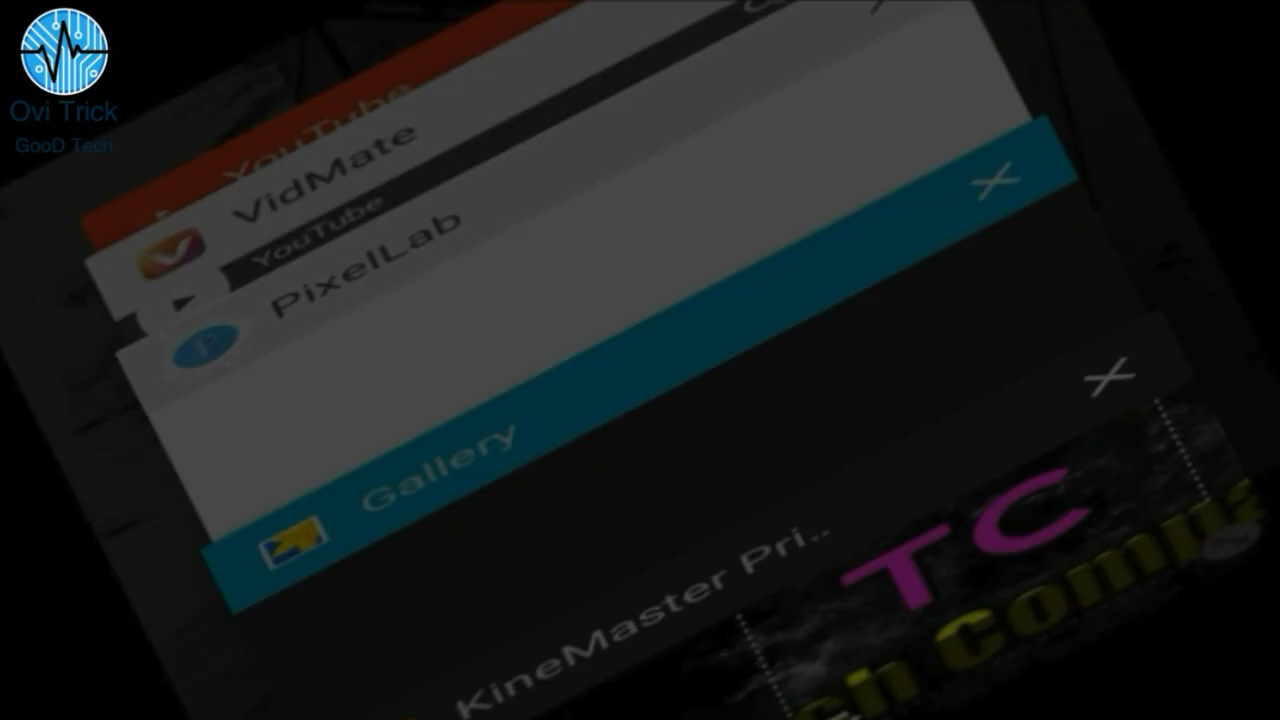 Ovi Trick
GooD Tech
YouTube
VidMate
YouTube
PixelLab
Gallery
KineMaster Pri..
TC